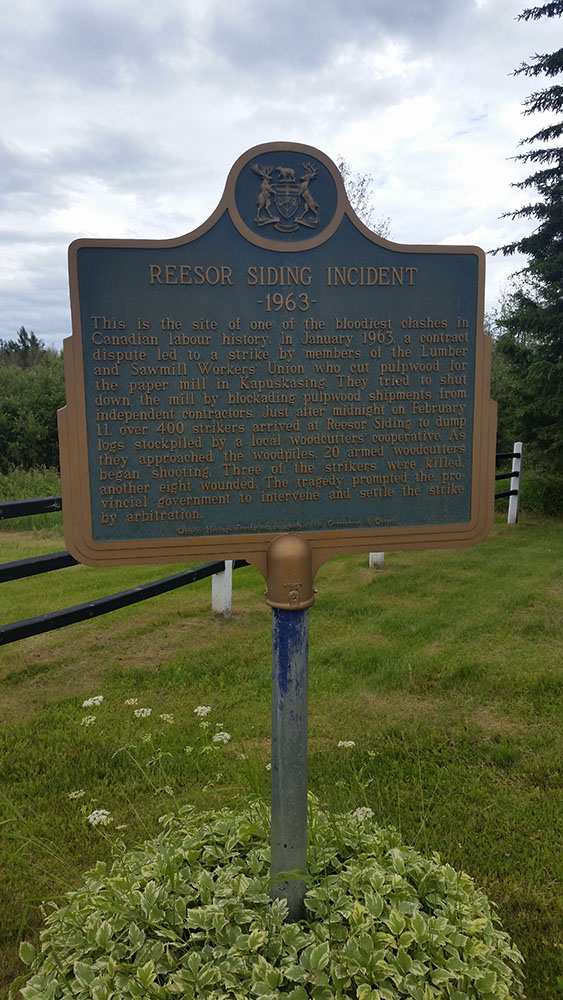 REESOR SIDING INCIDENT
-1963-
This is the site of one of the bloodiest clashes in
Canadian labour history. In January 1963, a contract
dispute led to a strike by members of the Lumber
and Sawmill Workers' Union who cut pulpwood for
the paper mill in Kapuskasing. They tried to shut
down the mill by blockading pulpwood shipments from
independent contractors. Just after midnight on February
11, over 400 strikers arrived at Reesor Siding to dump
logs stockpiled by a local woodcutters' cooperative. As
they approached the woodpiles, 20 armed woodcutters
began shooting. Three of the strikers were killed,
another eight wounded. The tragedy prompted the pro-
vincial government to intervene and settle the strike
by arbitration.